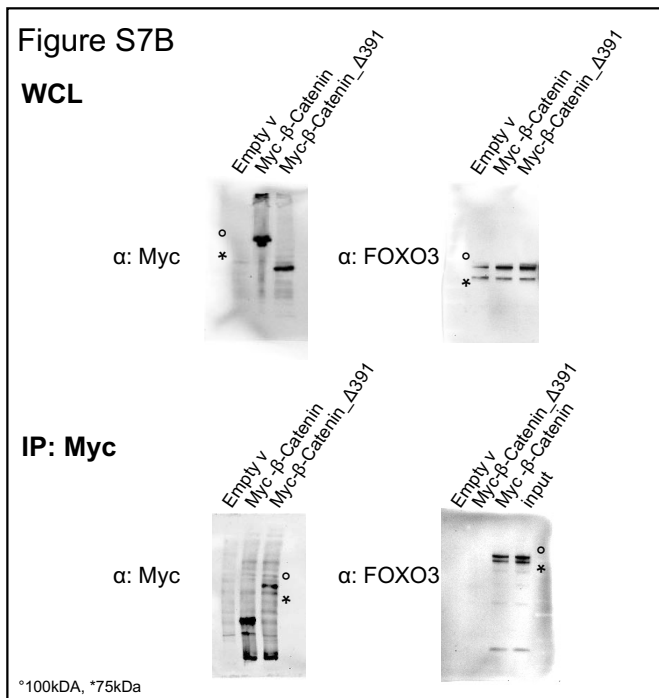 Figure S7B
WCL
Empty v
Myc -β-Catenin
Myc-β-Catenin_Δ391
α: Myc
°
*
Empty v
Myc -β-Catenin
Myc-β-Catenin_Δ391
α: FOXO3
°
*
IP: Myc
Empty v
Myc -β-Catenin
Myc-β-Catenin_Δ391
α: Myc
°
*
Empty v
Myc-β-Catenin_Δ391
Myc -β-Catenin
input
α: FOXO3
°
*
°100kDA, *75kDa